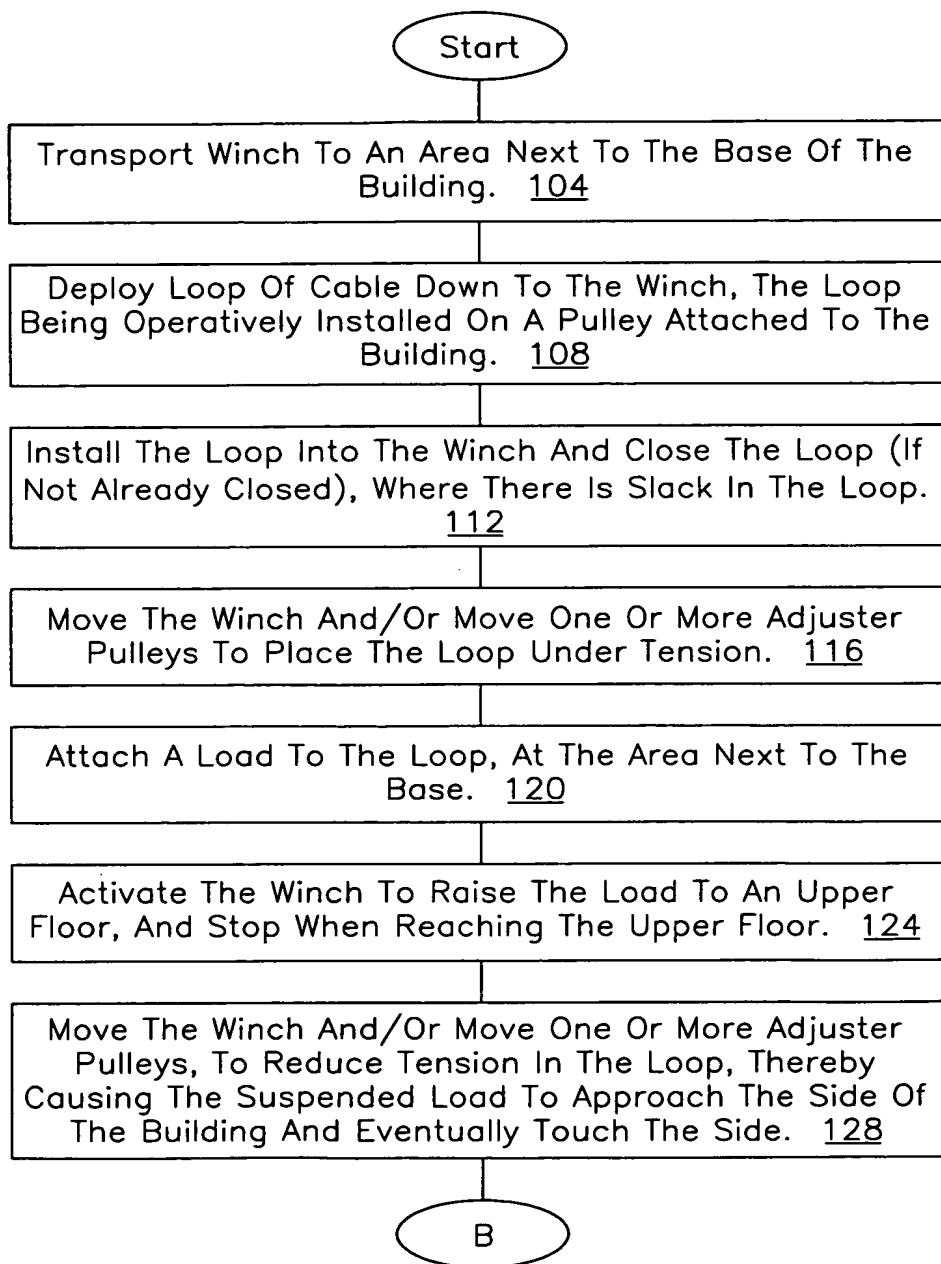 Start
Transport Winch To An Area Next To The Base Of The
Building. 104
Deploy Loop Of Cable Down To The Winch, The Loop
Being Operatively Installed On A Pulley Attached To The
Building. 108
Install The Loop Into The Winch And Close The Loop (If
Not Already Closed), Where There Is Slack In The Loop.
112
Move The Winch And/Or Move One Or More Adjuster
Pulleys To Place The Loop Under Tension. 116
Attach A Load To The Loop, At The Area Next To The
Base. 120
Activate The Winch To Raise The Load To An Upper
Floor, And Stop When Reaching The Upper Floor. 124
Move The Winch And/Or Move One Or More Adjuster
Pulleys, To Reduce Tension In The Loop, Thereby
Causing The Suspended Load To Approach The Side Of
The Building And Eventually Touch The Side. 128
B